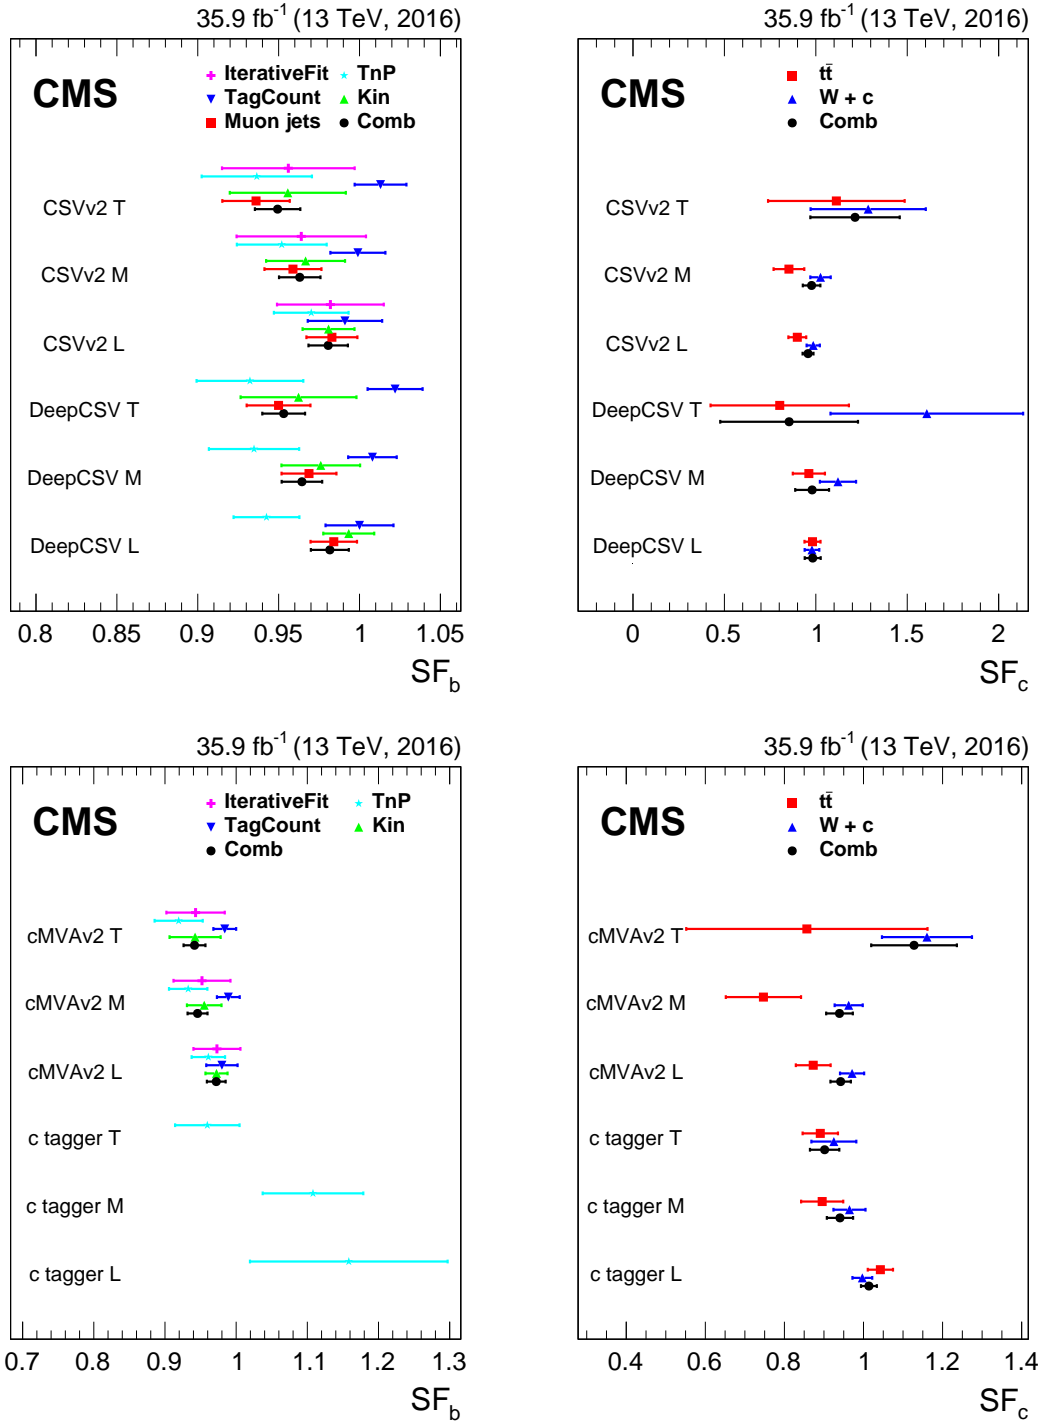 35.9 fb⁻¹ (13 TeV, 2016)
CMS
IterativeFit TnP
TagCount Kin
Muon jets Comb
CSVv2 T
CSVv2 M
CSVv2 L
DeepCSV T
DeepCSV M
DeepCSV L
0.8 0.85 0.9 0.95 1 1.05
SF_b
35.9 fb⁻¹ (13 TeV, 2016)
CMS
tt̄
W + c
Comb
CSVv2 T
CSVv2 M
CSVv2 L
DeepCSV T
DeepCSV M
DeepCSV L
0 0.5 1 1.5 2
SF_c
35.9 fb⁻¹ (13 TeV, 2016)
CMS
IterativeFit TnP
TagCount Kin
Comb
cMVAv2 T
cMVAv2 M
cMVAv2 L
c tagger T
c tagger M
c tagger L
0.7 0.8 0.9 1 1.1 1.2 1.3
SF_b
35.9 fb⁻¹ (13 TeV, 2016)
CMS
tt̄
W + c
Comb
cMVAv2 T
cMVAv2 M
cMVAv2 L
c tagger T
c tagger M
c tagger L
0.4 0.6 0.8 1 1.2 1.4
SF_c